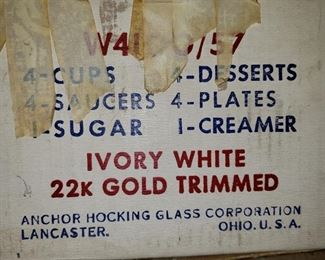 4-CUPS 4-DESSERTS
4-SAUCERS 4-PLATES
1-SUGAR 1-CREAMER
IVORY WHITE
22K GOLD TRIMMED
ANCHOR HOCKING GLASS CORPORATION
LANCASTER. OHIO. U.S.A.